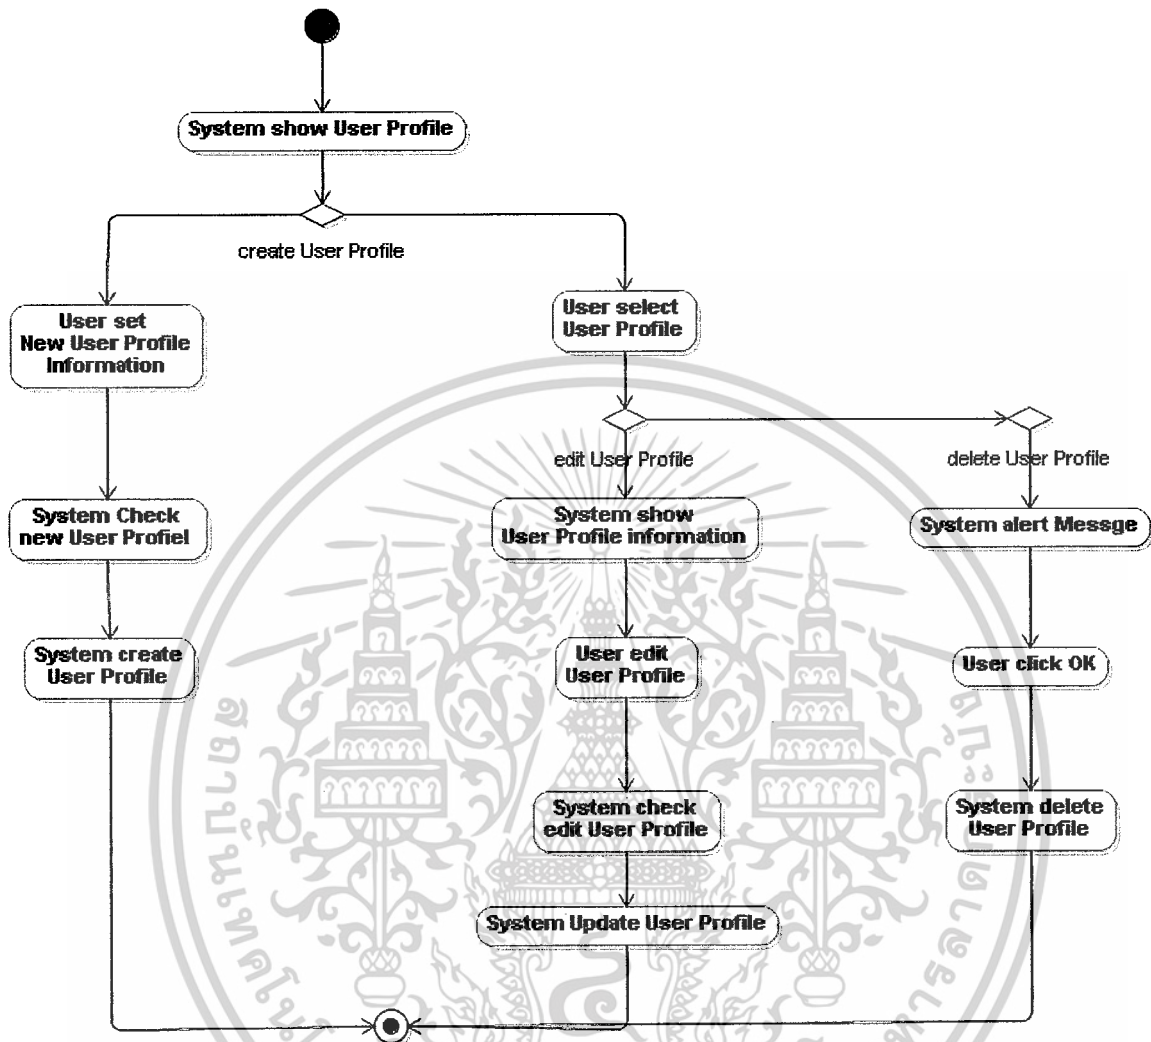 System show User Profile
create User Profile
User set
New User Profile
Information
User select
User Profile
edit User Profile
delete User Profile
System Check
new User Profiel
System show
User Profile information
System alert Messge
System create
User Profile
User edit
User Profile
User click OK
System check
edit User Profile
System delete
User Profile
System Update User Profile